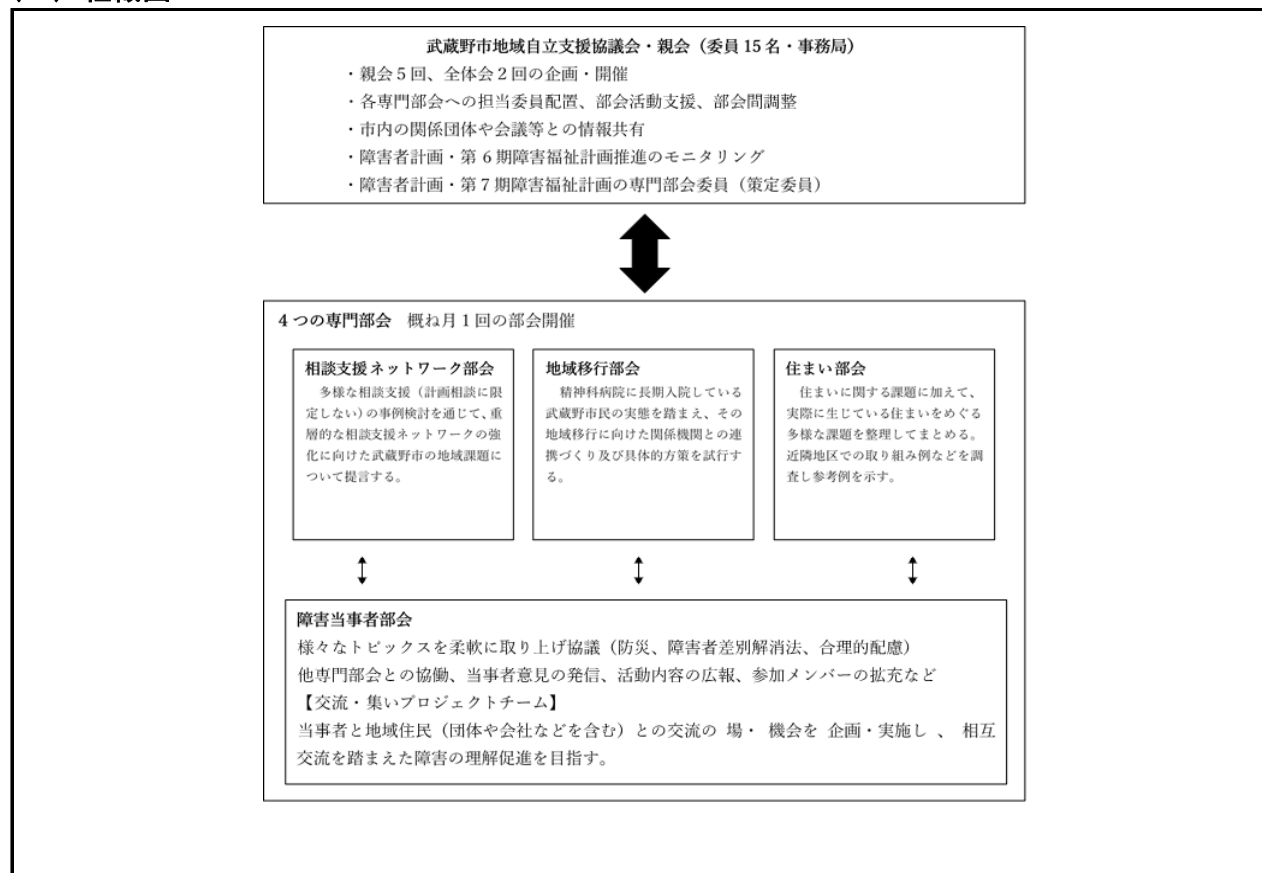 武蔵野市地域自立支援協議会・親会（委員 15 名・事務局）
・親会５回、全体会２回の企画・開催
・各専門部会への担当委員配置、部会活動支援、部会間調整
・市内の関係団体や会議等との情報共有
・障害者計画・第 6 期障害福祉計画推進のモニタリング
・障害者計画・第７期障害福祉計画の専門部会委員（策定委員）
4 つの専門部会　概ね月１回の部会開催
相談支援ネットワーク部会
多様な相談支援（計画相談に限
定しない）の事例検討を通じて、重
層的な相談支援ネットワークの強
化に向けた武蔵野市の地域課題に
ついて提言する。
地域移行部会
精神科病院に長期入院している
武蔵野市民の実態を踏まえ、その
地域移行に向けた関係機関との連
携づくり及び具体的方策を試行す
る。
住まい部会
住まいに関する課題に加えて、
実際に生じている住まいをめぐる
多様な課題を整理してまとめる。
近隣地区での取り組み例などを調
査し参考例を示す。
障害当事者部会
様々なトピックスを柔軟に取り上げ協議（防災、障害者差別解消法、合理的配慮）
他専門部会との協働、当事者意見の発信、活動内容の広報、参加メンバーの拡充など
【交流・集いプロジェクトチーム】
当事者と地域住民（団体や会社などを含む）との交流の 場・ 機会を 企画・実施し 、 相互
交流を踏まえた障害の理解促進を目指す。